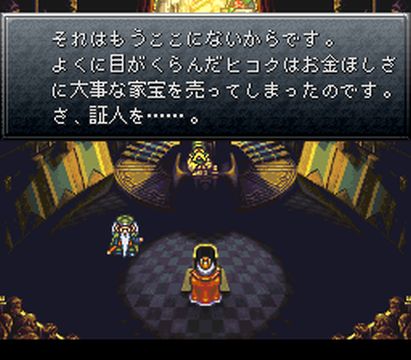 それはもうここにないからです。
よくに目がくらんだヒコクはお金ほしさ
に大事な家宝を売ってしまったのです。
さ、証人を……。